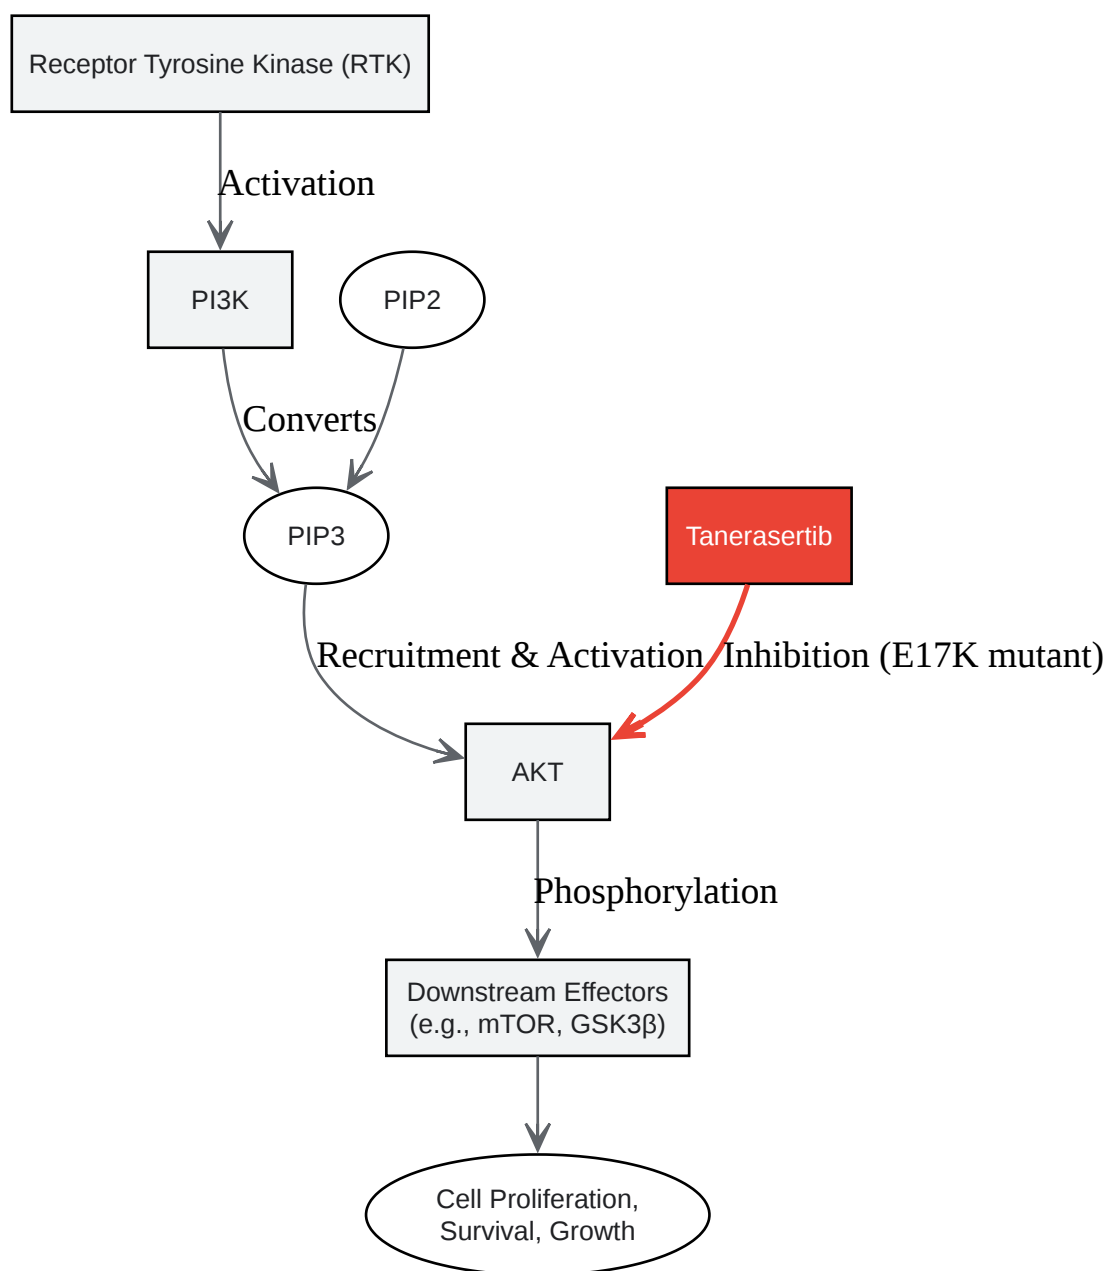 Receptor Tyrosine Kinase (RTK)
Activation
PI3K
PIP2
Converts
PIP3
Tanerasertib
Recruitment & Activation
Inhibition (E17K mutant)
AKT
Phosphorylation
Downstream Effectors
(e.g., mTOR, GSK3β)
Cell Proliferation,
Survival, Growth